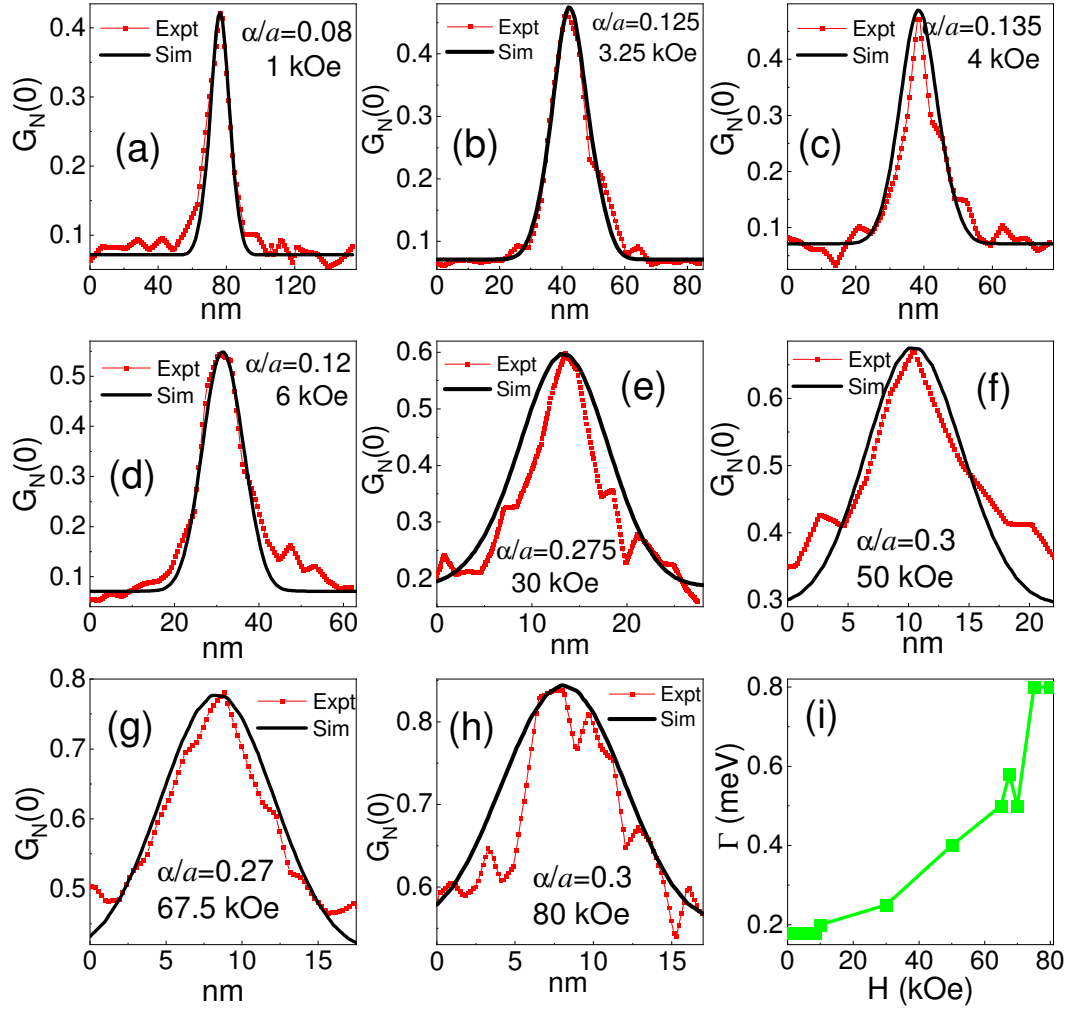 Expt
Sim
α/a=0.08
1 kOe
(a)
G_N(0)
0.4
0.3
0.2
0.1
0 40 80 120
nm
Expt
Sim
α/a=0.125
3.25 kOe
(b)
G_N(0)
0.4
0.3
0.2
0.1
0 20 40 60 80
nm
Expt
Sim
α/a=0.135
4 kOe
(c)
G_N(0)
0.4
0.3
0.2
0.1
0 20 40 60
nm
Expt
Sim
α/a=0.12
6 kOe
(d)
G_N(0)
0.5
0.4
0.3
0.2
0.1
0 20 40 60
nm
Expt
Sim
(e)
α/a=0.275
30 kOe
G_N(0)
0.6
0.5
0.4
0.3
0.2
0 10 20
nm
Expt
Sim
(f)
α/a=0.3
50 kOe
G_N(0)
0.6
0.5
0.4
0.3
0 5 10 15 20
nm
Expt
Sim
(g)
α/a=0.27
67.5 kOe
G_N(0)
0.8
0.7
0.6
0.5
0 5 10 15
nm
Expt
Sim
(h)
α/a=0.3
80 kOe
G_N(0)
0.8
0.7
0.6
0 5 10 15
nm
(i)
Γ (meV)
0.8
0.6
0.4
0.2
0 20 40 60 80
H (kOe)